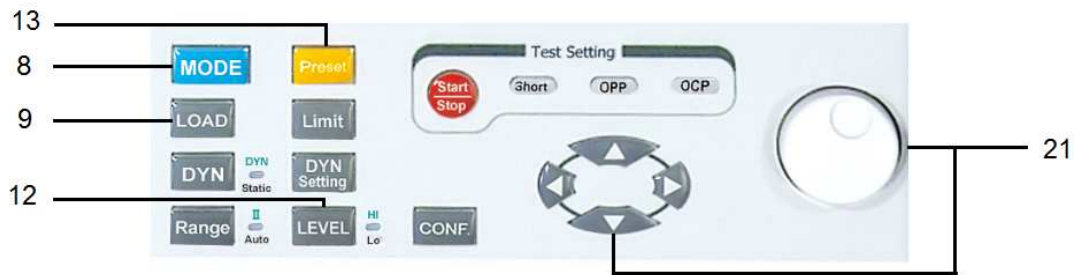 13
8
MODE
Preset
Test Setting
Start
Stop
Short
OPP
OCP
9
LOAD
Limit
21
DYN
DYN
Static
DYN
Setting
12
Range
II
Auto
LEVEL
HI
Lo
CONF.